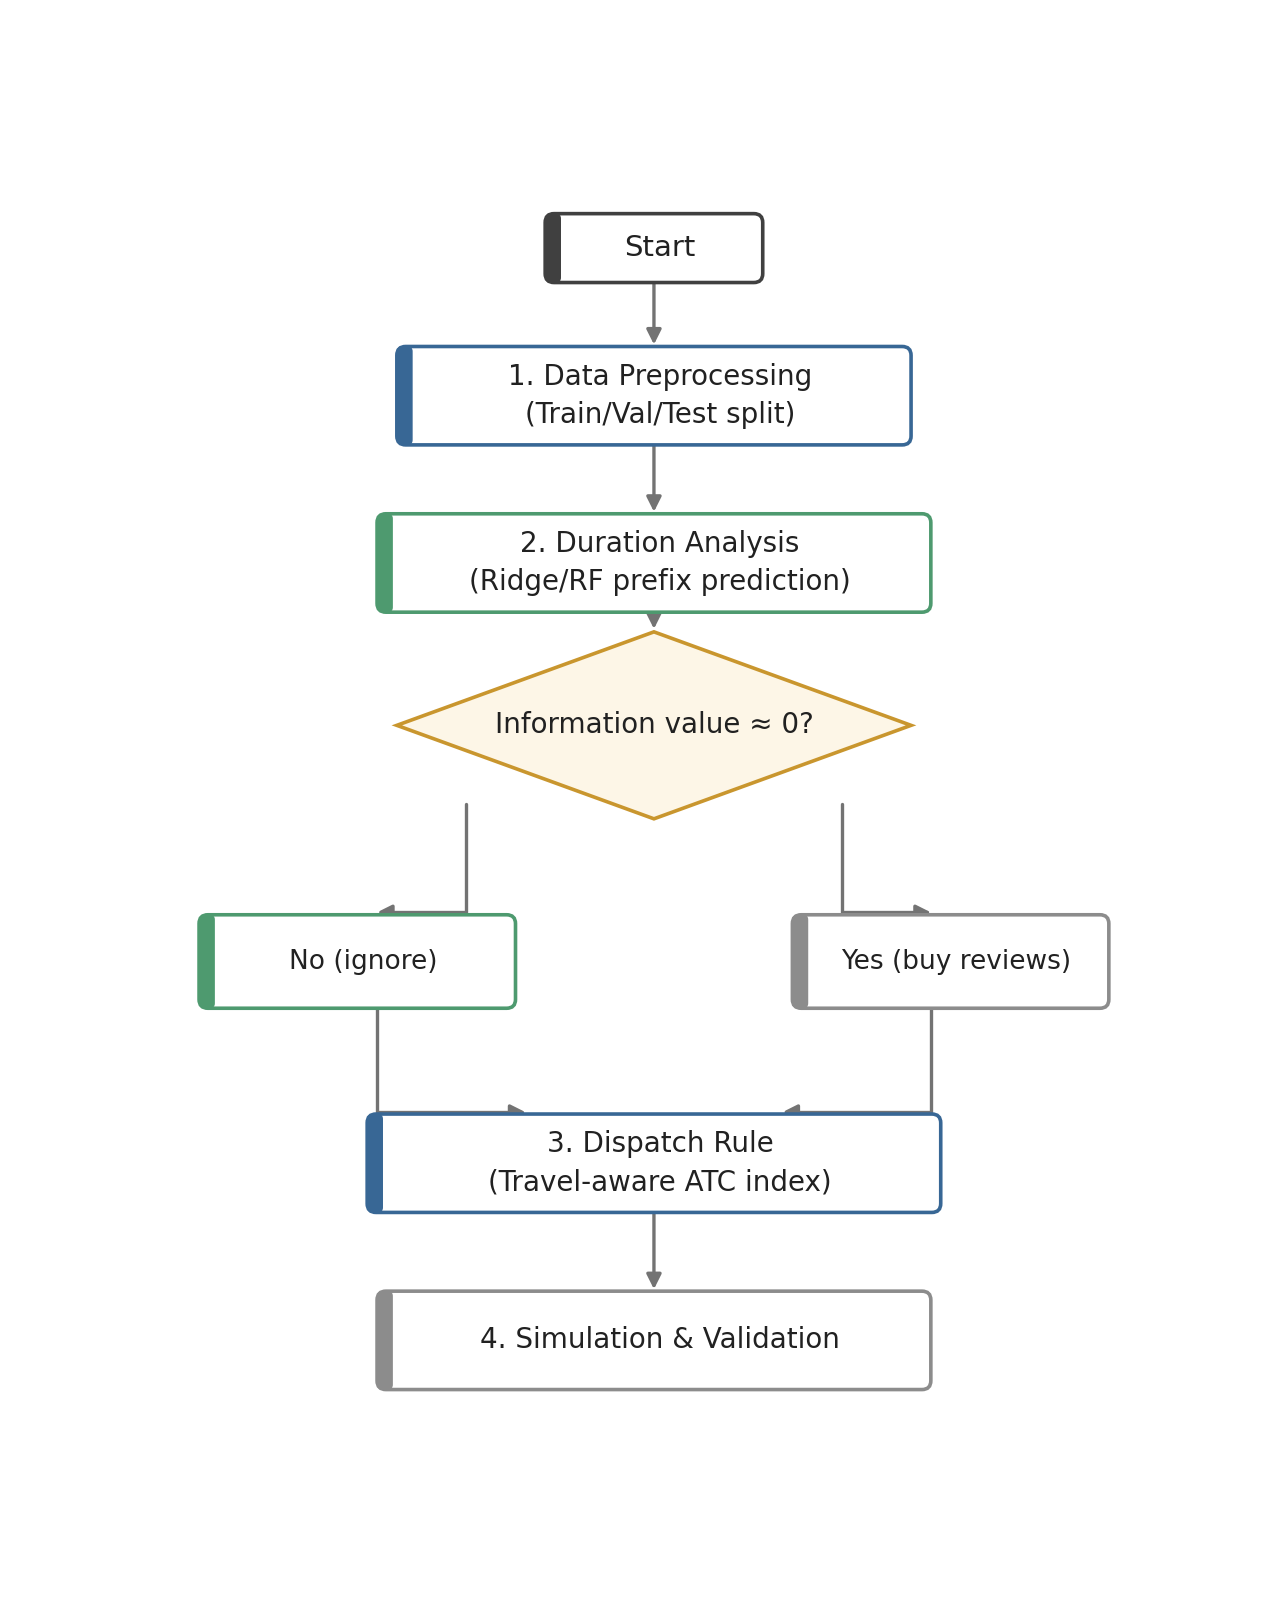 Start
1. Data Preprocessing
(Train/Val/Test split)
2. Duration Analysis
(Ridge/RF prefix prediction)
Information value ≈ 0?
No (ignore)
Yes (buy reviews)
3. Dispatch Rule
(Travel-aware ATC index)
4. Simulation & Validation